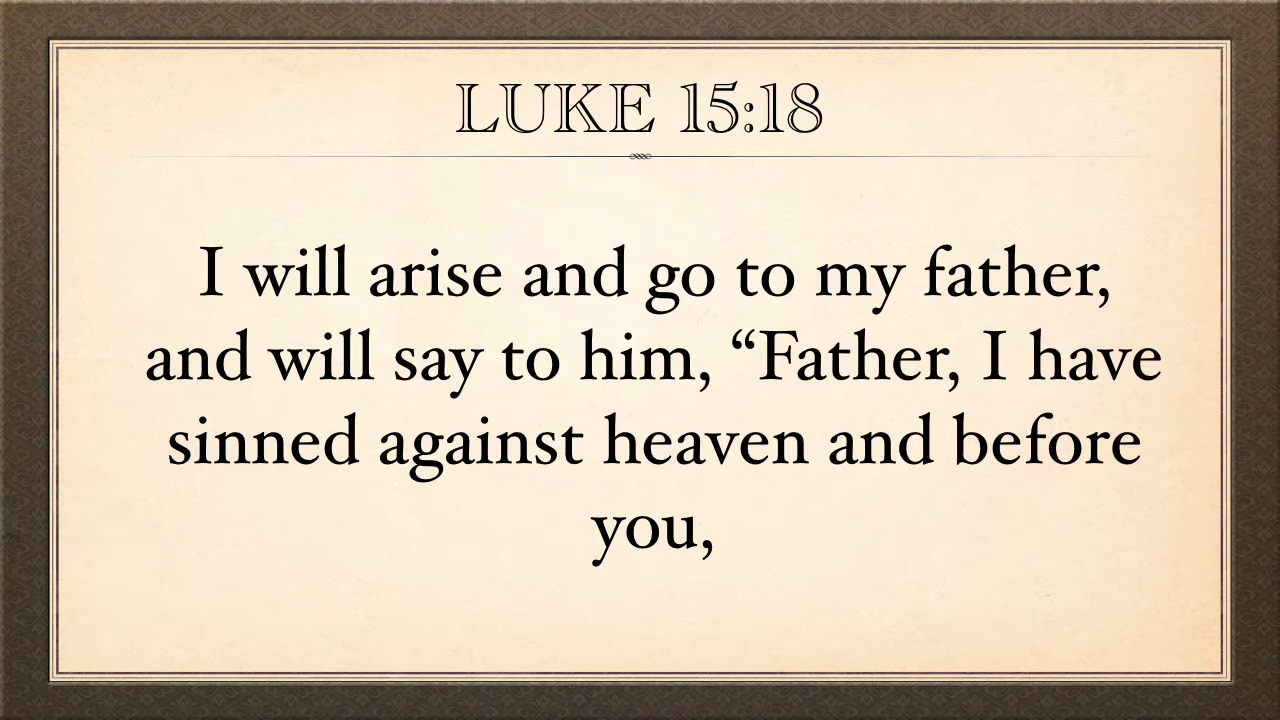 LUKE 15:18
I will arise and go to my father,
and will say to him, “Father, I have
sinned against heaven and before
you,